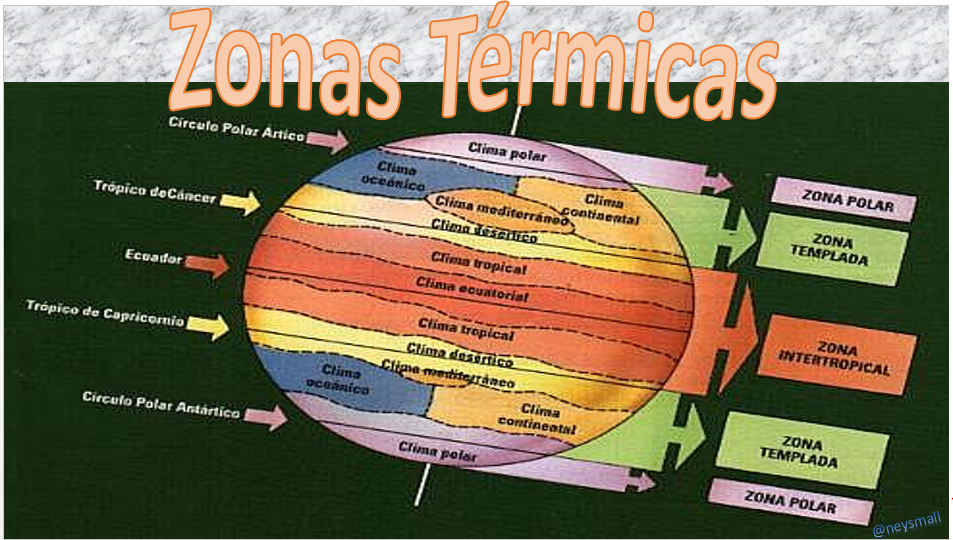 Zonas Térmicas
Círculo Polar Ártico
Trópico deCáncer
Ecuador
Trópico de Capricornio
Círculo Polar Antártico
Clima polar
Clima
oceánico
Clima
continental
Clima mediterráneo
Clima desértico
Clima tropical
Clima ecuatorial
Clima tropical
Clima desértico
Clima mediterráneo
Clima
oceánico
Clima
continental
Clima polar
ZONA POLAR
ZONA
TEMPLADA
ZONA
INTERTROPICAL
ZONA
TEMPLADA
ZONA POLAR
@neysmall